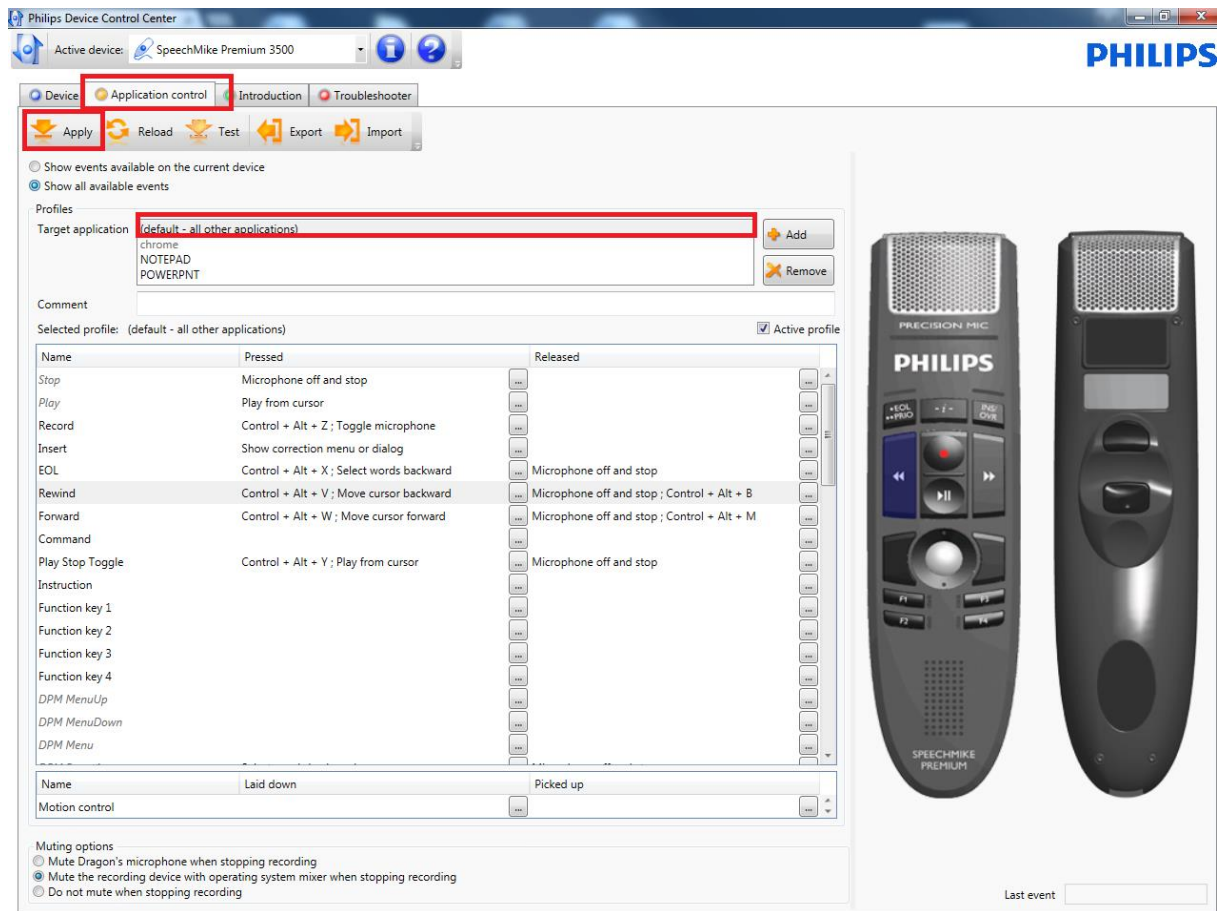 Philips Device Control Center
Active device: SpeechMike Premium 3500
PHILIPS
Device Application control Introduction Troubleshooter
Apply Reload Test Export Import
Show events available on the current device
Show all available events
Profiles
Target application (default - all other applications)
chrome
NOTEPAD
POWERPNT
Add
Remove
Comment
Selected profile: (default - all other applications) Active profile
Name Pressed Released
Stop Microphone off and stop ... ...
Play Play from cursor ... ...
Record Control + Alt + Z ; Toggle microphone ... ...
Insert Show correction menu or dialog ... ...
EOL Control + Alt + X ; Select words backward ... Microphone off and stop ...
Rewind Control + Alt + V ; Move cursor backward ... Microphone off and stop ; Control + Alt + B ...
Forward Control + Alt + W ; Move cursor forward ... Microphone off and stop ; Control + Alt + M ...
Command ... ...
Play Stop Toggle Control + Alt + Y ; Play from cursor ... Microphone off and stop ...
Instruction ... ...
Function key 1 ... ...
Function key 2 ... ...
Function key 3 ... ...
Function key 4 ... ...
DPM MenuUp ... ...
DPM MenuDown ... ...
DPM Menu ... ...
Name Laid down Picked up
Motion control ... ...
Muting options
Mute Dragon's microphone when stopping recording
Mute the recording device with operating system mixer when stopping recording
Do not mute when stopping recording
PRECISION MIC
PHILIPS
•EOL -i- INS/
••PRIO OVR
F1 F3
F2 F4
SPEECHMIKE
PREMIUM
Last event